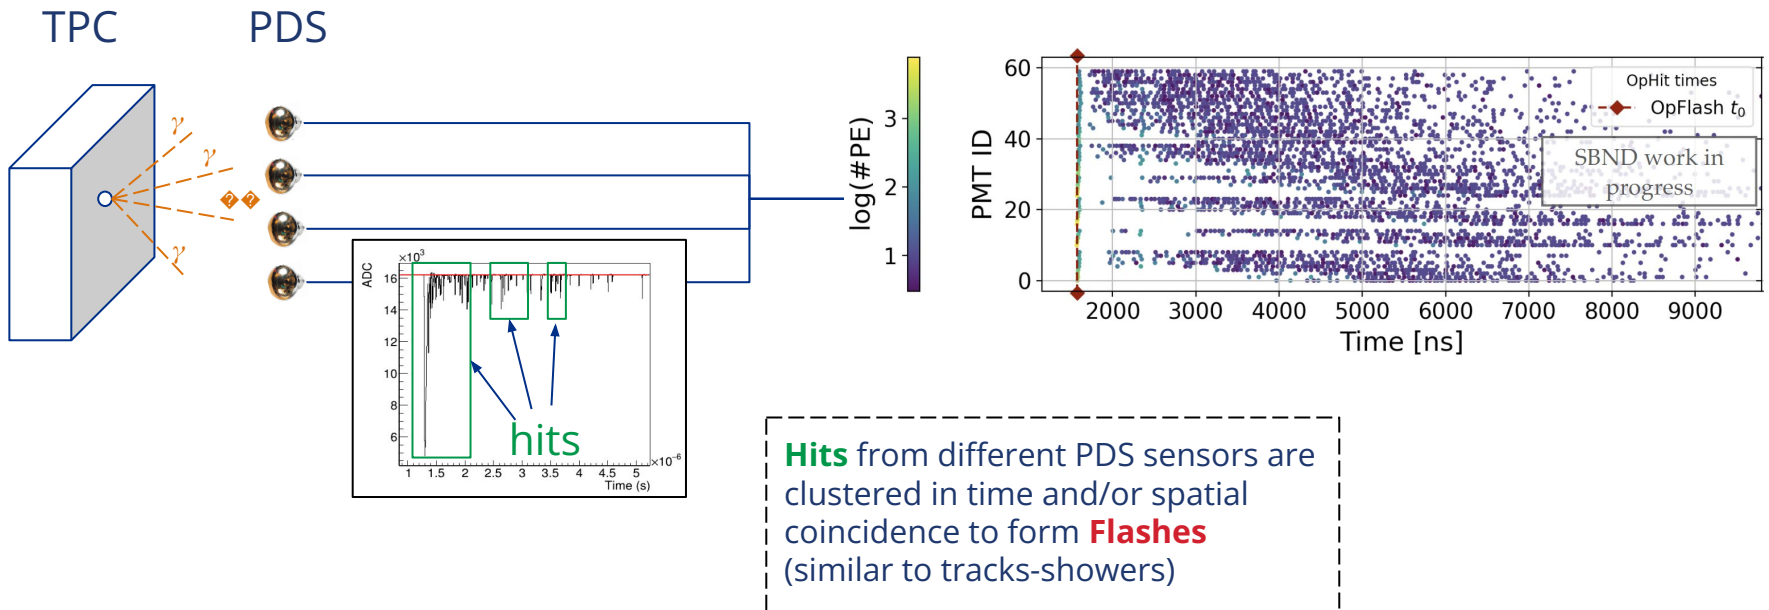 TPC
PDS
γ
γ
γ
��
×10³
ADC
16
14
12
10
8
6
1 1.5 2 2.5 3 3.5 4 4.5 5
×10⁻⁶
Time (s)
hits
log(#PE)
3
2
1
PMT ID
60
40
20
0
2000 3000 4000 5000 6000 7000 8000 9000
Time [ns]
OpHit times
OpFlash t₀
SBND work in
progress
Hits from different PDS sensors are
clustered in time and/or spatial
coincidence to form Flashes
(similar to tracks-showers)